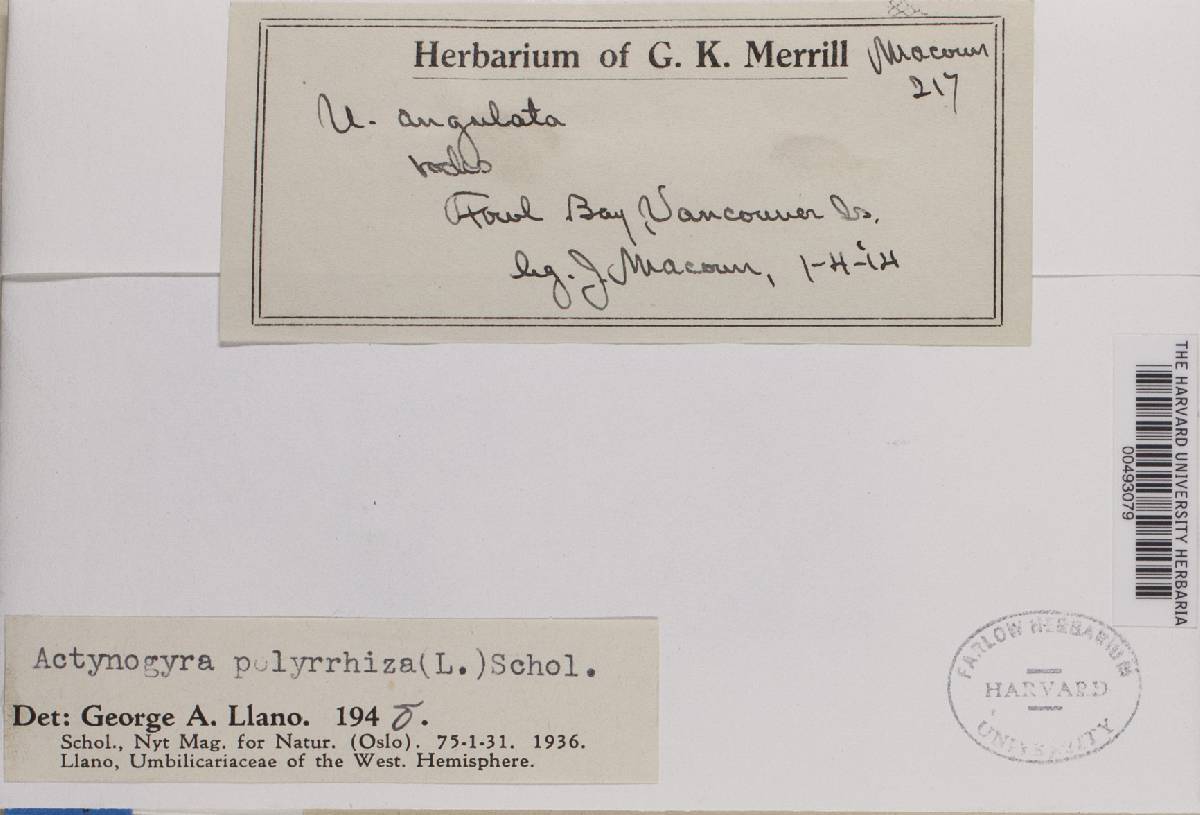 Herbarium of G. K. Merrill
Macoun
217
U. angulata
rocks
Fowl Bay, Vancouver Is.
leg. J. Macoun, 1-4-14
THE HARVARD UNIVERSITY HERBARIA
00493079
Actynogyra polyrrhiza(L.)Schol.
Det: George A. Llano. 194
Schol., Nyt Mag. for Natur. (Oslo). 75-1-31. 1936.
Llano, Umbilicariaceae of the West. Hemisphere.
FARLOW HERBARIUM
HARVARD
UNIVERSITY